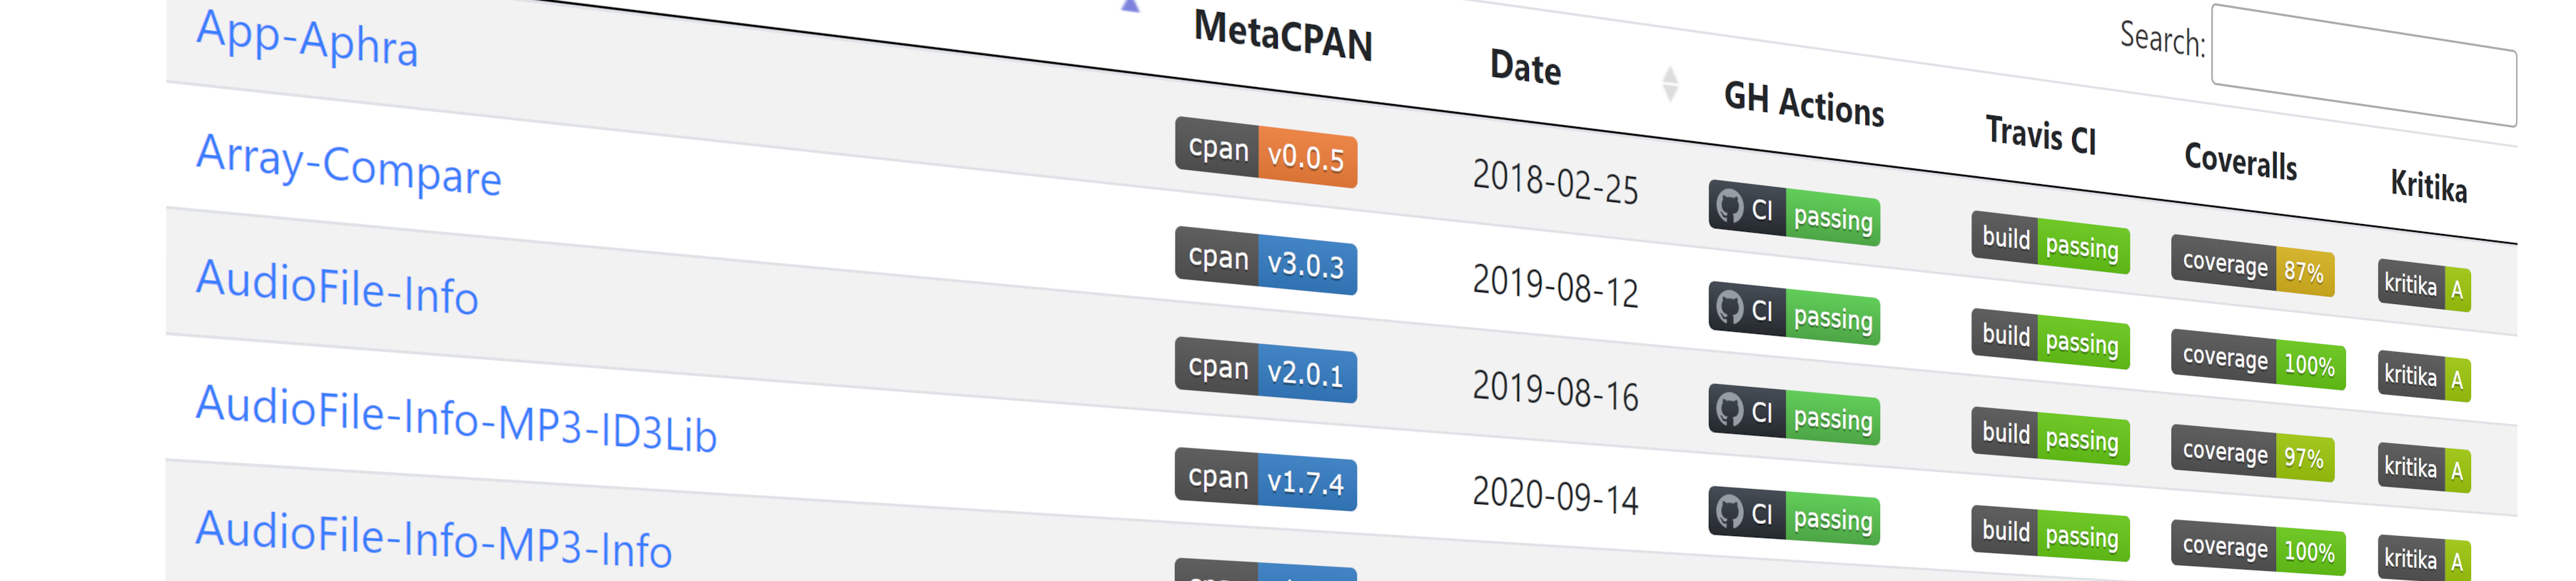 Search:
MetaCPAN Date GH Actions Travis CI Coveralls Kritika
App-Aphra cpan v0.0.5 2018-02-25 CI passing build passing coverage 87% kritika A
Array-Compare cpan v3.0.3 2019-08-12 CI passing build passing coverage 100% kritika A
AudioFile-Info cpan v2.0.1 2019-08-16 CI passing build passing coverage 97% kritika A
AudioFile-Info-MP3-ID3Lib cpan v1.7.4 2020-09-14 CI passing build passing coverage 100% kritika A
AudioFile-Info-MP3-Info